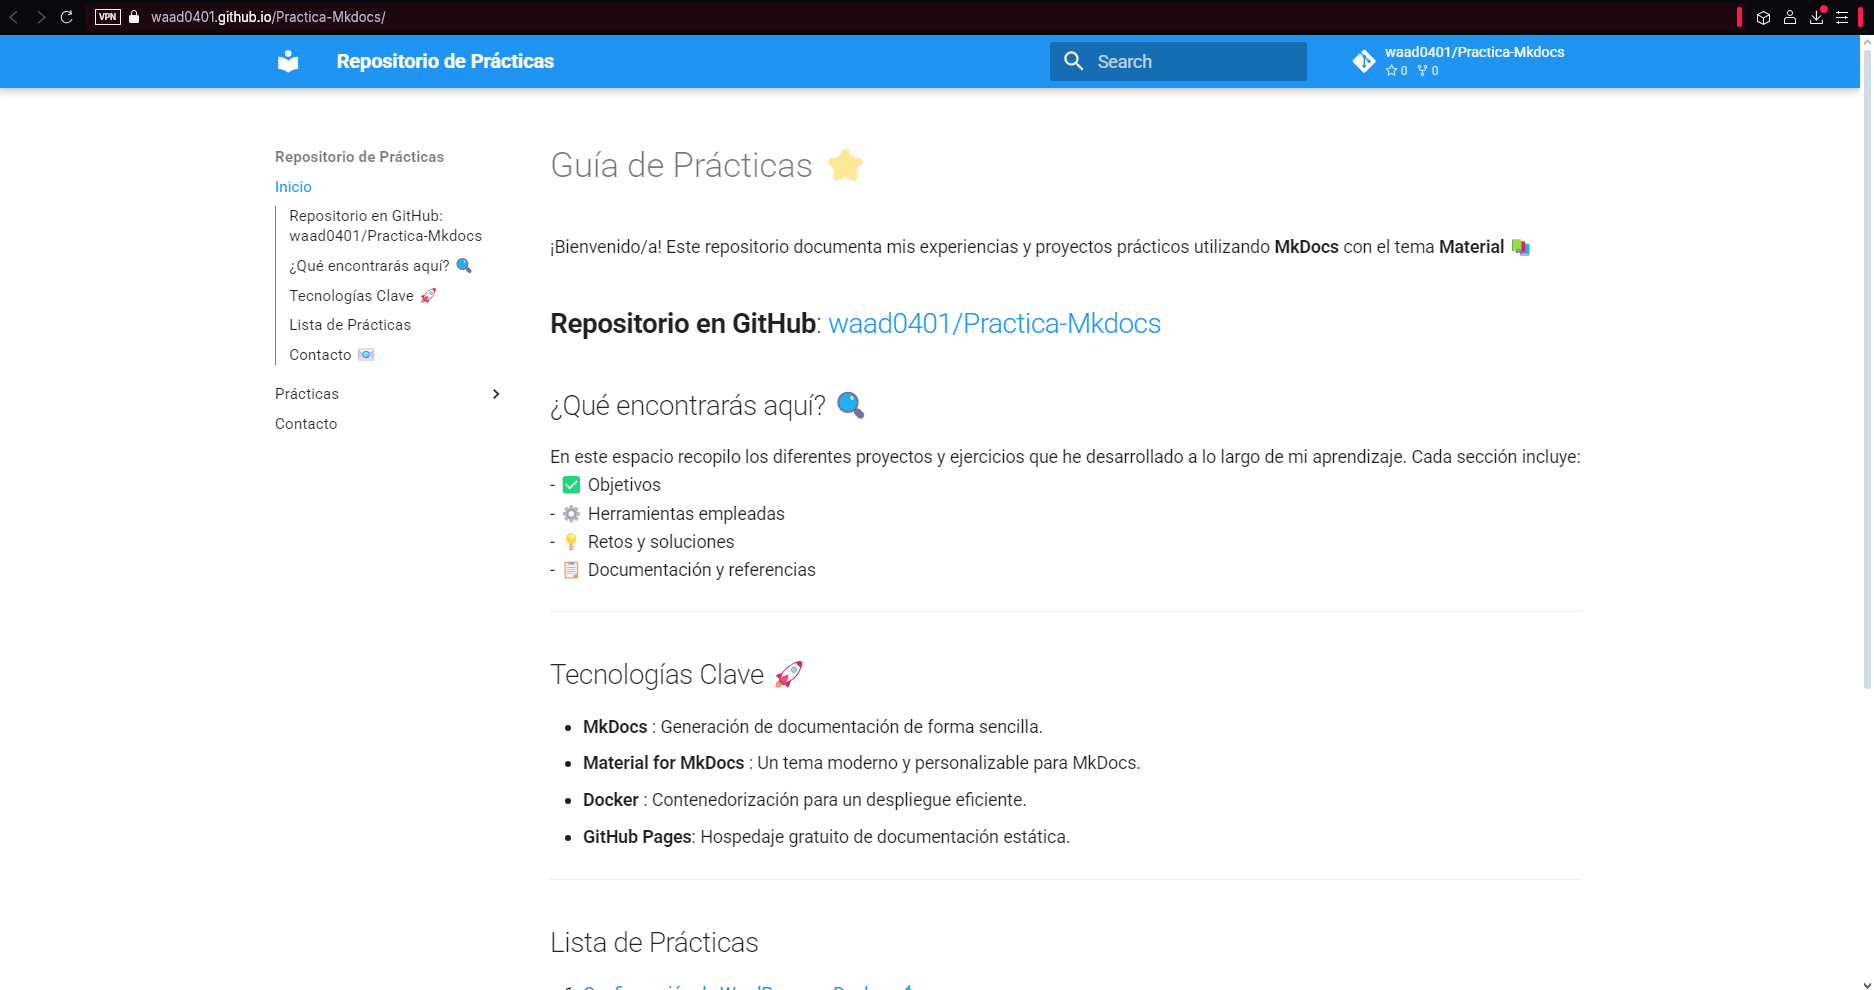 VPN waad0401.github.io/Practica-Mkdocs/
Repositorio de Prácticas
Search
waad0401/Practica-Mkdocs
0 0
Repositorio de Prácticas
Inicio
Repositorio en GitHub:
waad0401/Practica-Mkdocs
¿Qué encontrarás aquí? 🔍
Tecnologías Clave 🚀
Lista de Prácticas
Contacto 📧
Prácticas
Contacto
Guía de Prácticas ⭐
¡Bienvenido/a! Este repositorio documenta mis experiencias y proyectos prácticos utilizando MkDocs con el tema Material 📚
Repositorio en GitHub: waad0401/Practica-Mkdocs
¿Qué encontrarás aquí? 🔍
En este espacio recopilo los diferentes proyectos y ejercicios que he desarrollado a lo largo de mi aprendizaje. Cada sección incluye:
- ✅ Objetivos
- ⚙️ Herramientas empleadas
- 💡 Retos y soluciones
- 📋 Documentación y referencias
Tecnologías Clave 🚀
• MkDocs : Generación de documentación de forma sencilla.
• Material for MkDocs : Un tema moderno y personalizable para MkDocs.
• Docker : Contenedorización para un despliegue eficiente.
• GitHub Pages: Hospedaje gratuito de documentación estática.
Lista de Prácticas